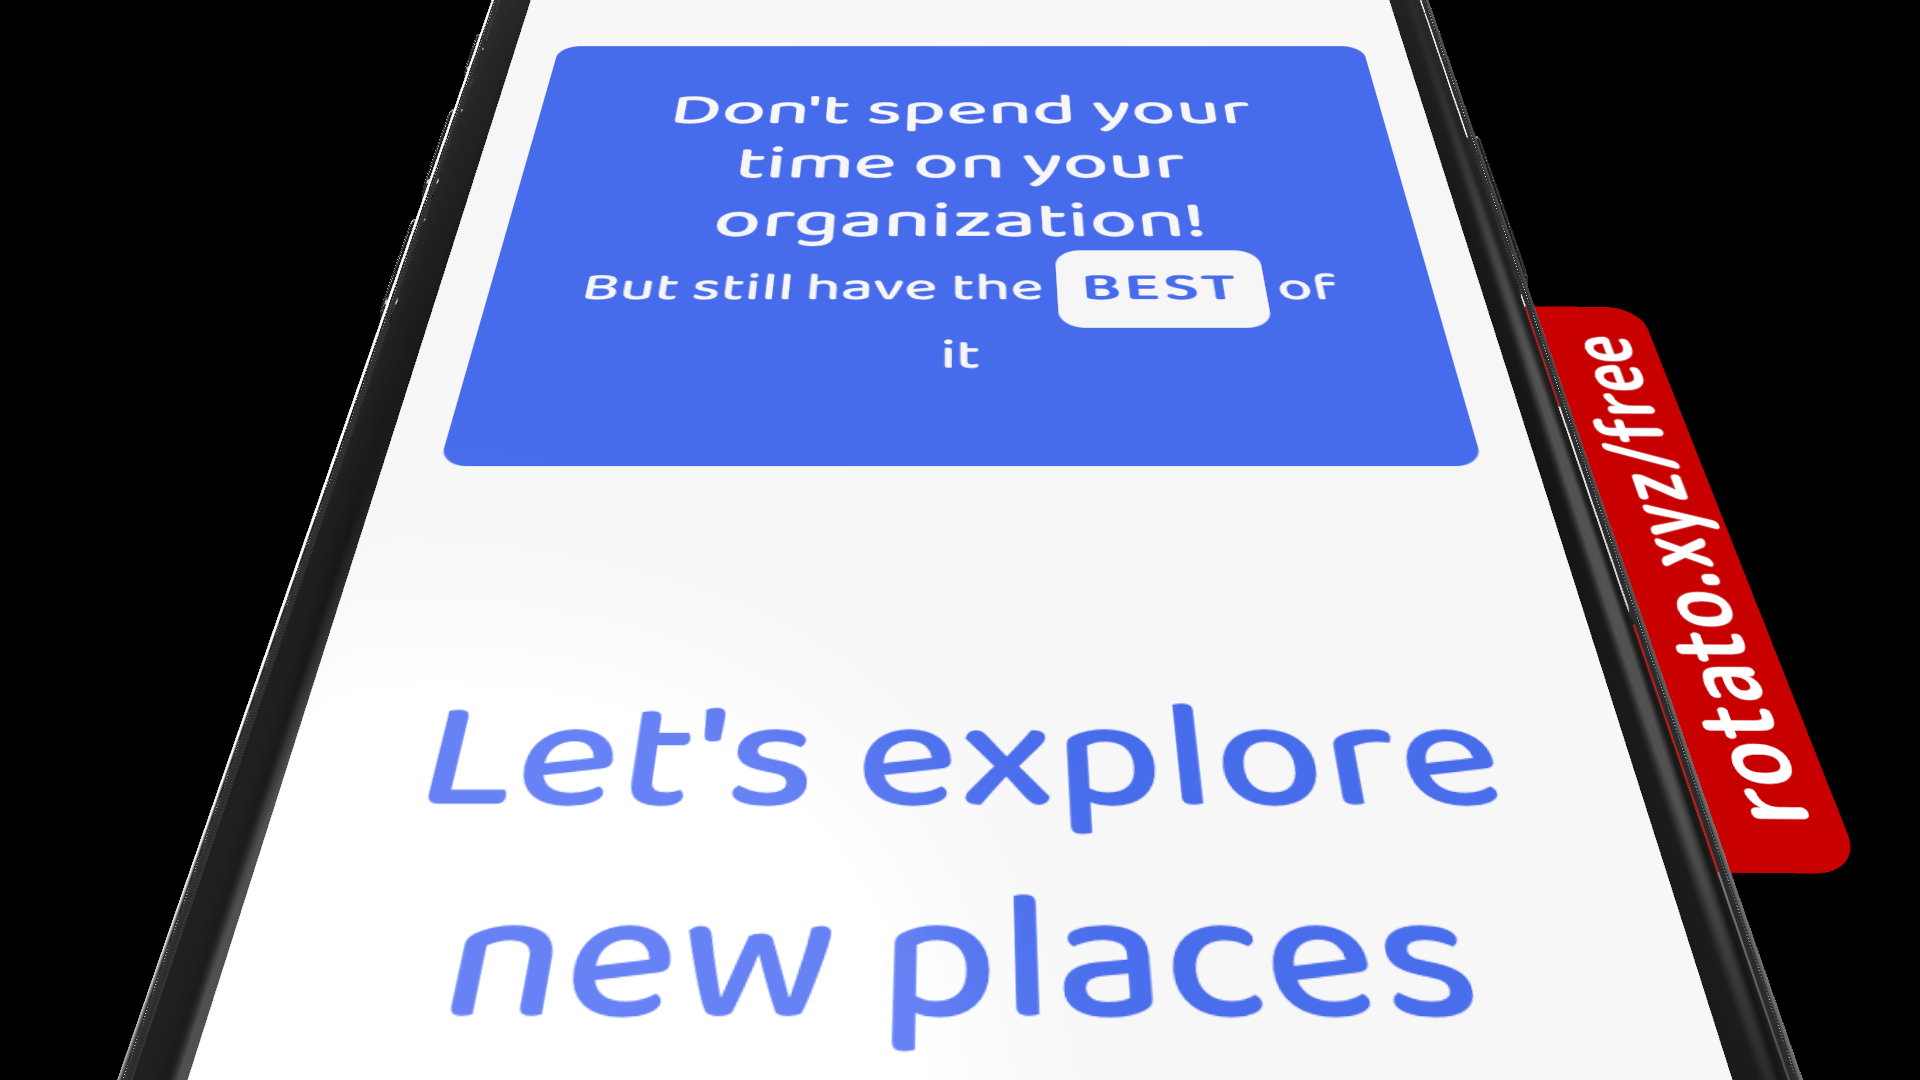 Don't spend your
time on your
organization!
But still have the BEST of
it
Let's explore
new places
rotato.xyz/free